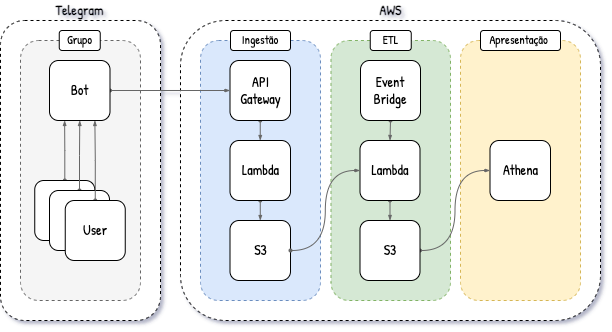 Telegram
AWS
Grupo
Ingestão
ETL
Apresentação
Bot
API
Gateway
Event
Bridge
Lambda
Lambda
Athena
User
S3
S3